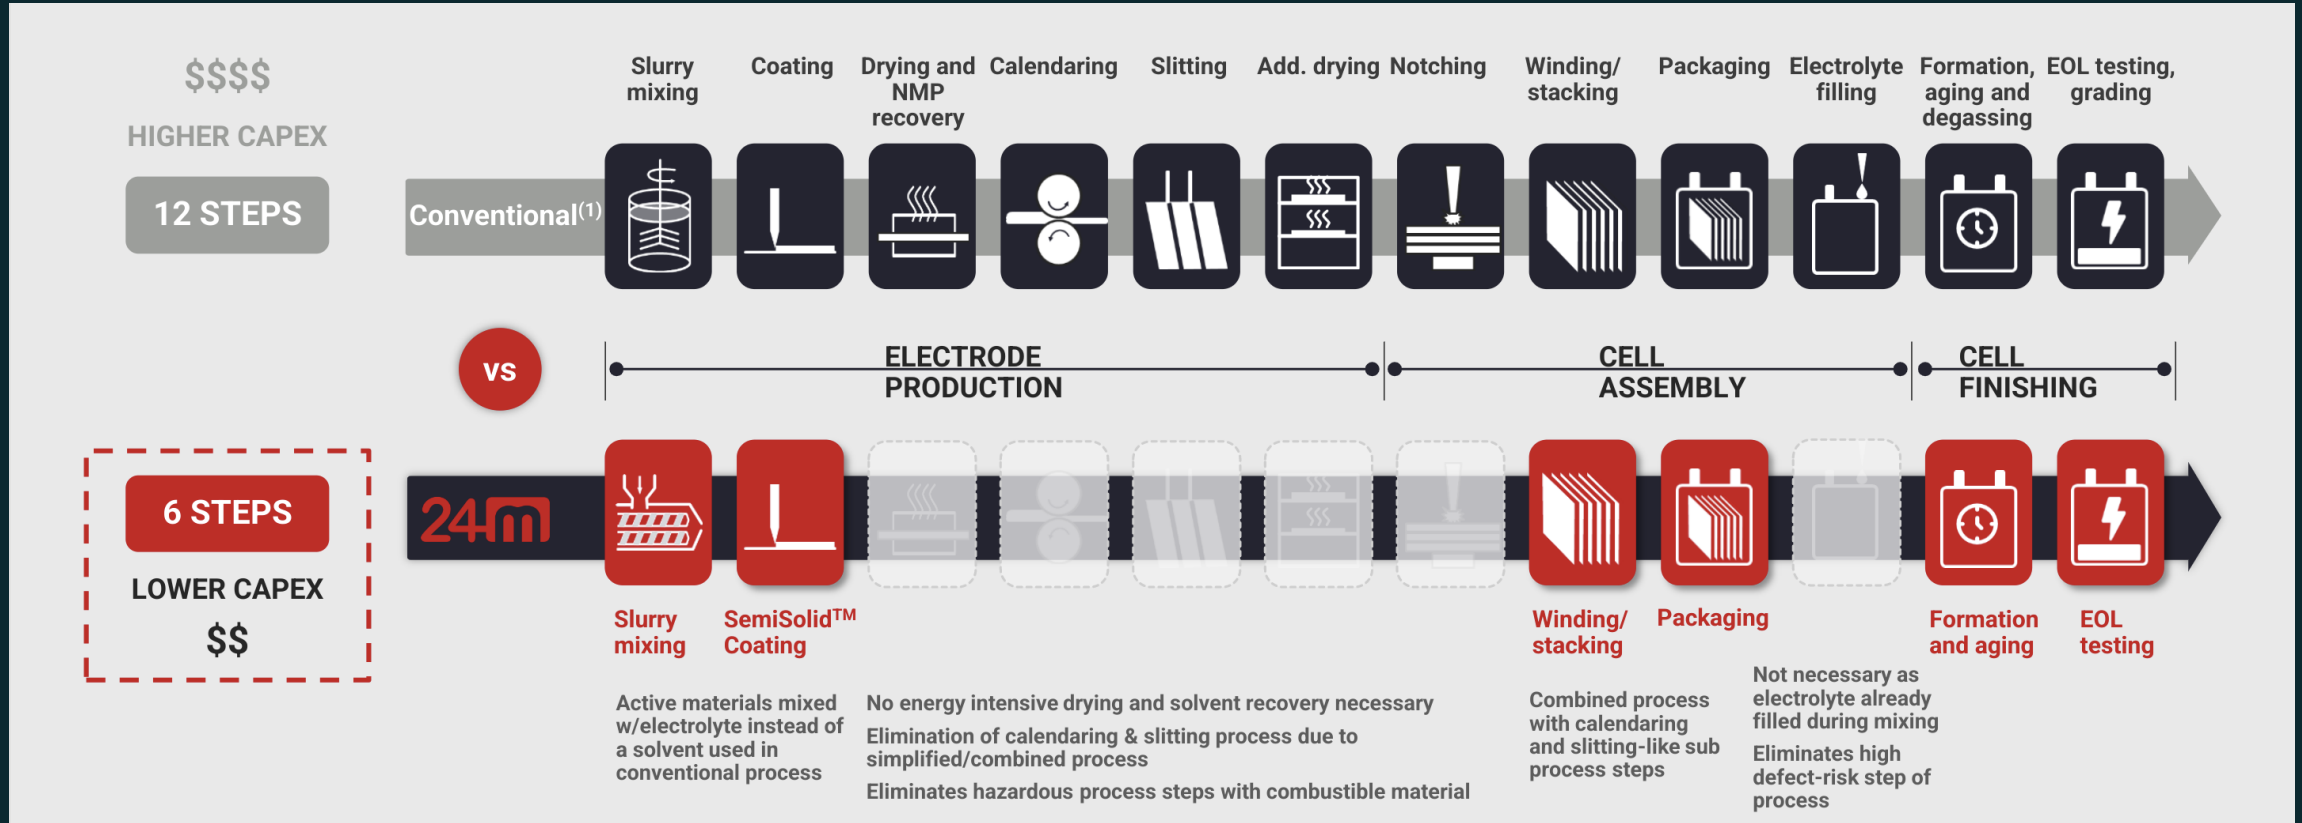 $$$$
HIGHER CAPEX
12 STEPS
Conventional(1)
Slurry
mixing
Coating
Drying and
NMP
recovery
Calendaring
Slitting
Add. drying
Notching
Winding/
stacking
Packaging
Electrolyte
filling
Formation,
aging and
degassing
EOL testing,
grading
vs
ELECTRODE
PRODUCTION
CELL
ASSEMBLY
CELL
FINISHING
6 STEPS
LOWER CAPEX
$$
24m
Slurry
mixing
SemiSolid™
Coating
Winding/
stacking
Packaging
Formation
and aging
EOL
testing
Active materials mixed
w/electrolyte instead of
a solvent used in
conventional process
No energy intensive drying and solvent recovery necessary
Elimination of calendaring & slitting process due to
simplified/combined process
Eliminates hazardous process steps with combustible material
Combined process
with calendaring
and slitting-like sub
process steps
Not necessary as
electrolyte already
filled during mixing
Eliminates high
defect-risk step of
process